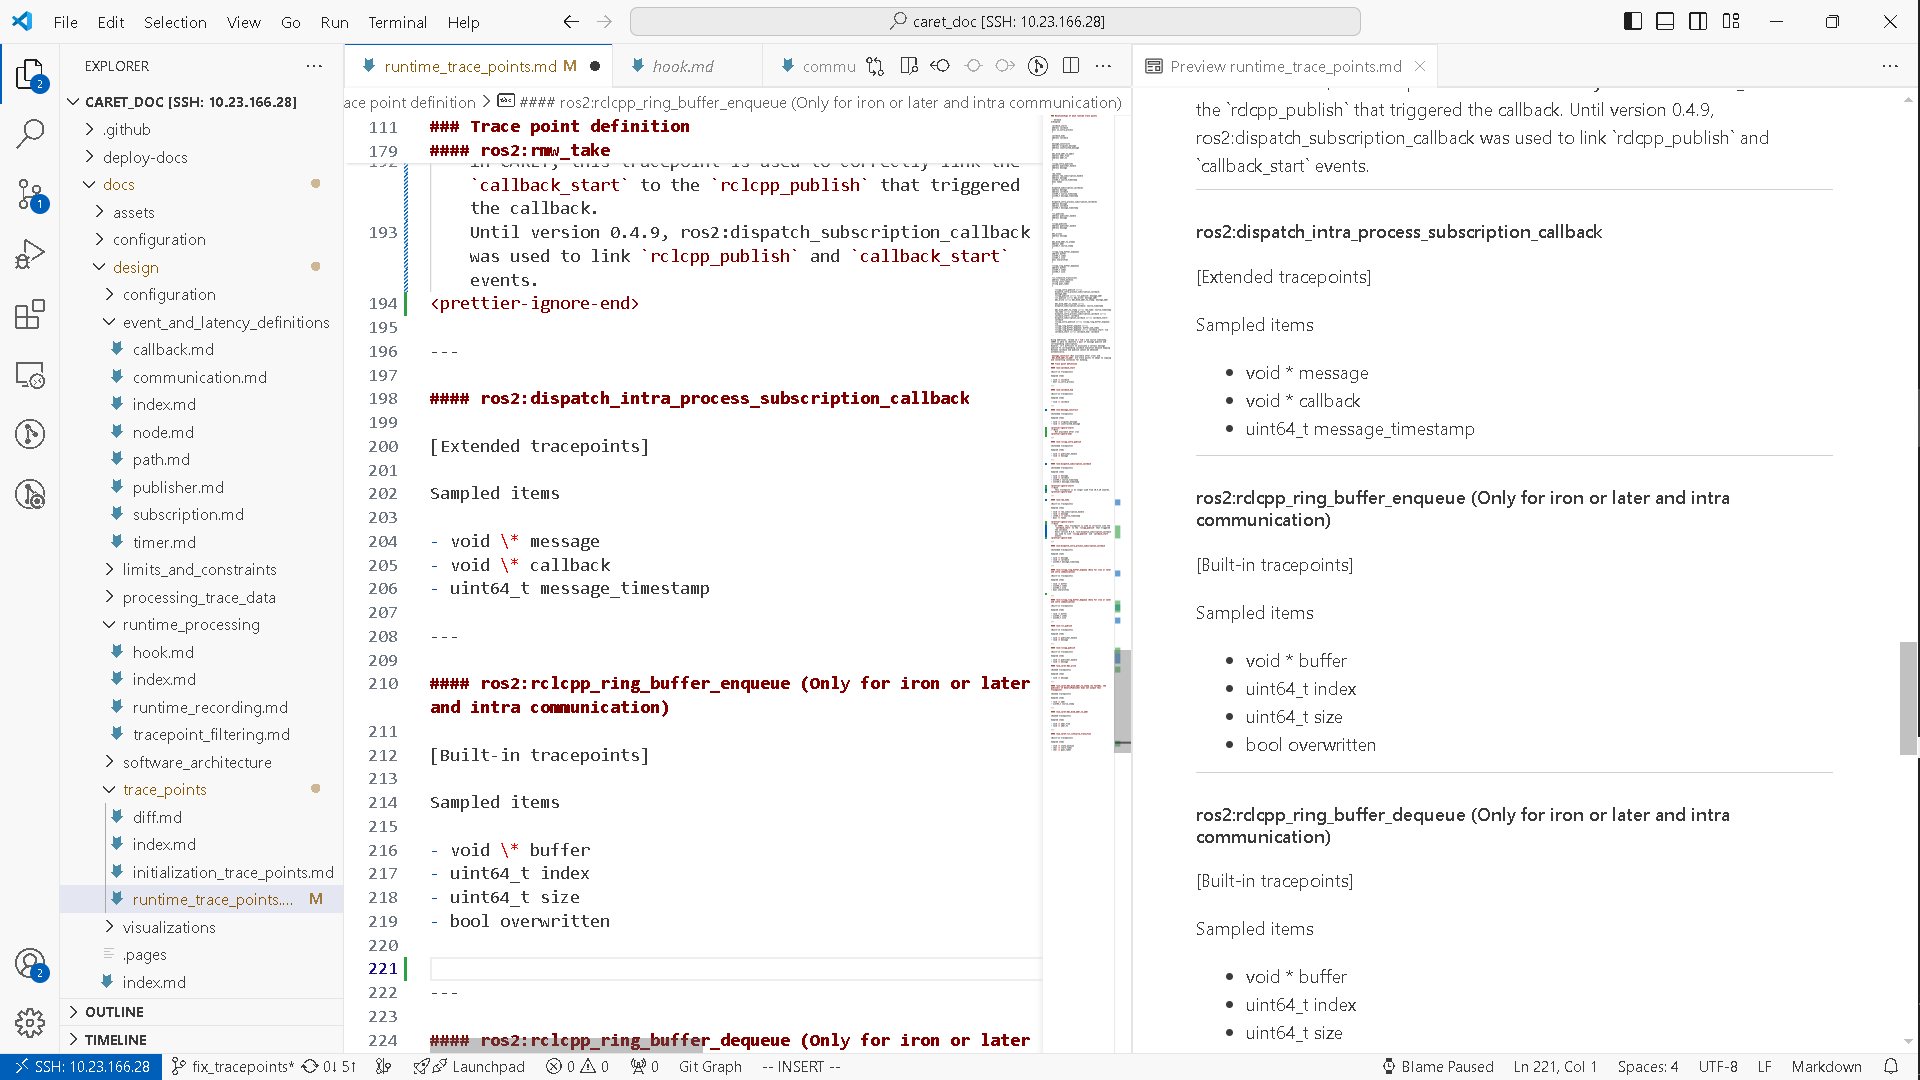 File Edit Selection View Go Run Terminal Help
caret_doc [SSH: 10.23.166.28]
EXPLORER
CARET_DOC [SSH: 10.23.166.28]
.github
deploy-docs
docs
assets
configuration
design
configuration
event_and_latency_definitions
callback.md
communication.md
index.md
node.md
path.md
publisher.md
subscription.md
timer.md
limits_and_constraints
processing_trace_data
runtime_processing
hook.md
index.md
runtime_recording.md
tracepoint_filtering.md
software_architecture
trace_points
diff.md
index.md
initialization_trace_points.md
runtime_trace_points.... M
visualizations
.pages
index.md
OUTLINE
TIMELINE
2
1
2
runtime_trace_points.md M
hook.md
commu
ace point definition > #### ros2:rclcpp_ring_buffer_enqueue (Only for iron or later and intra communication)
111 ### Trace point definition
179 #### ros2:rmw_take
192 in CARET, this tracepoint is used to correctly link the
`callback_start` to the `rclcpp_publish` that triggered
the callback.
193 Until version 0.4.9, ros2:dispatch_subscription_callback
was used to link `rclcpp_publish` and `callback_start`
events.
194 <prettier-ignore-end>
195
196 ---
197
198 #### ros2:dispatch_intra_process_subscription_callback
199
200 [Extended tracepoints]
201
202 Sampled items
203
204 - void \* message
205 - void \* callback
206 - uint64_t message_timestamp
207
208 ---
209
210 #### ros2:rclcpp_ring_buffer_enqueue (Only for iron or later
and intra communication)
211
212 [Built-in tracepoints]
213
214 Sampled items
215
216 - void \* buffer
217 - uint64_t index
218 - uint64_t size
219 - bool overwritten
220
221
222 ---
223
224 #### ros2:rclcpp_ring_buffer_dequeue (Only for iron or later
Preview runtime_trace_points.md
the `rclcpp_publish` that triggered the callback. Until version 0.4.9,
ros2:dispatch_subscription_callback was used to link `rclcpp_publish` and
`callback_start` events.
ros2:dispatch_intra_process_subscription_callback
[Extended tracepoints]
Sampled items
• void * message
• void * callback
• uint64_t message_timestamp
ros2:rclcpp_ring_buffer_enqueue (Only for iron or later and intra
communication)
[Built-in tracepoints]
Sampled items
• void * buffer
• uint64_t index
• uint64_t size
• bool overwritten
ros2:rclcpp_ring_buffer_dequeue (Only for iron or later and intra
communication)
[Built-in tracepoints]
Sampled items
• void * buffer
• uint64_t index
• uint64_t size
SSH: 10.23.166.28 fix_tracepoints* 0↓ 5↑ Launchpad 0 0 0 Git Graph -- INSERT -- Blame Paused Ln 221, Col 1 Spaces: 4 UTF-8 LF Markdown